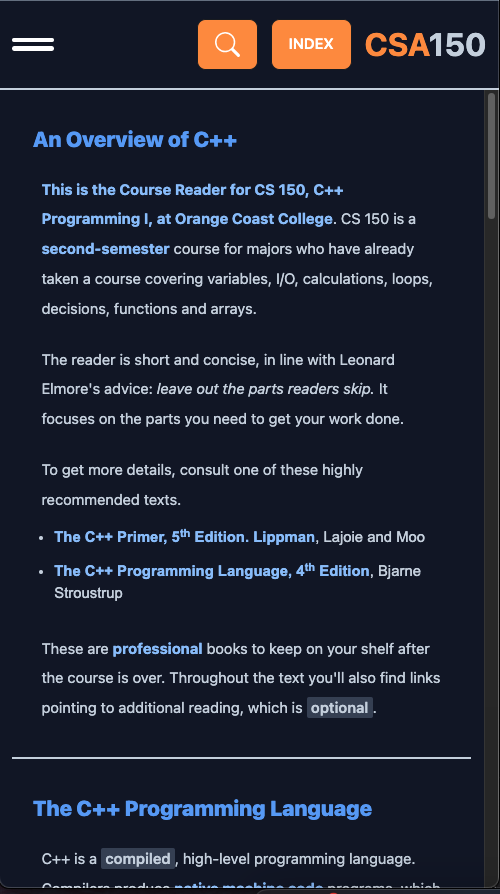 INDEX
CSA150
An Overview of C++
This is the Course Reader for CS 150, C++
Programming I, at Orange Coast College. CS 150 is a
second-semester course for majors who have already
taken a course covering variables, I/O, calculations, loops,
decisions, functions and arrays.
The reader is short and concise, in line with Leonard
Elmore's advice: leave out the parts readers skip. It
focuses on the parts you need to get your work done.
To get more details, consult one of these highly
recommended texts.
• The C++ Primer, 5th Edition. Lippman, Lajoie and Moo
• The C++ Programming Language, 4th Edition, Bjarne
Stroustrup
These are professional books to keep on your shelf after
the course is over. Throughout the text you'll also find links
pointing to additional reading, which is optional.
The C++ Programming Language
C++ is a compiled, high-level programming language.
Compilers produce native machine code programs, which